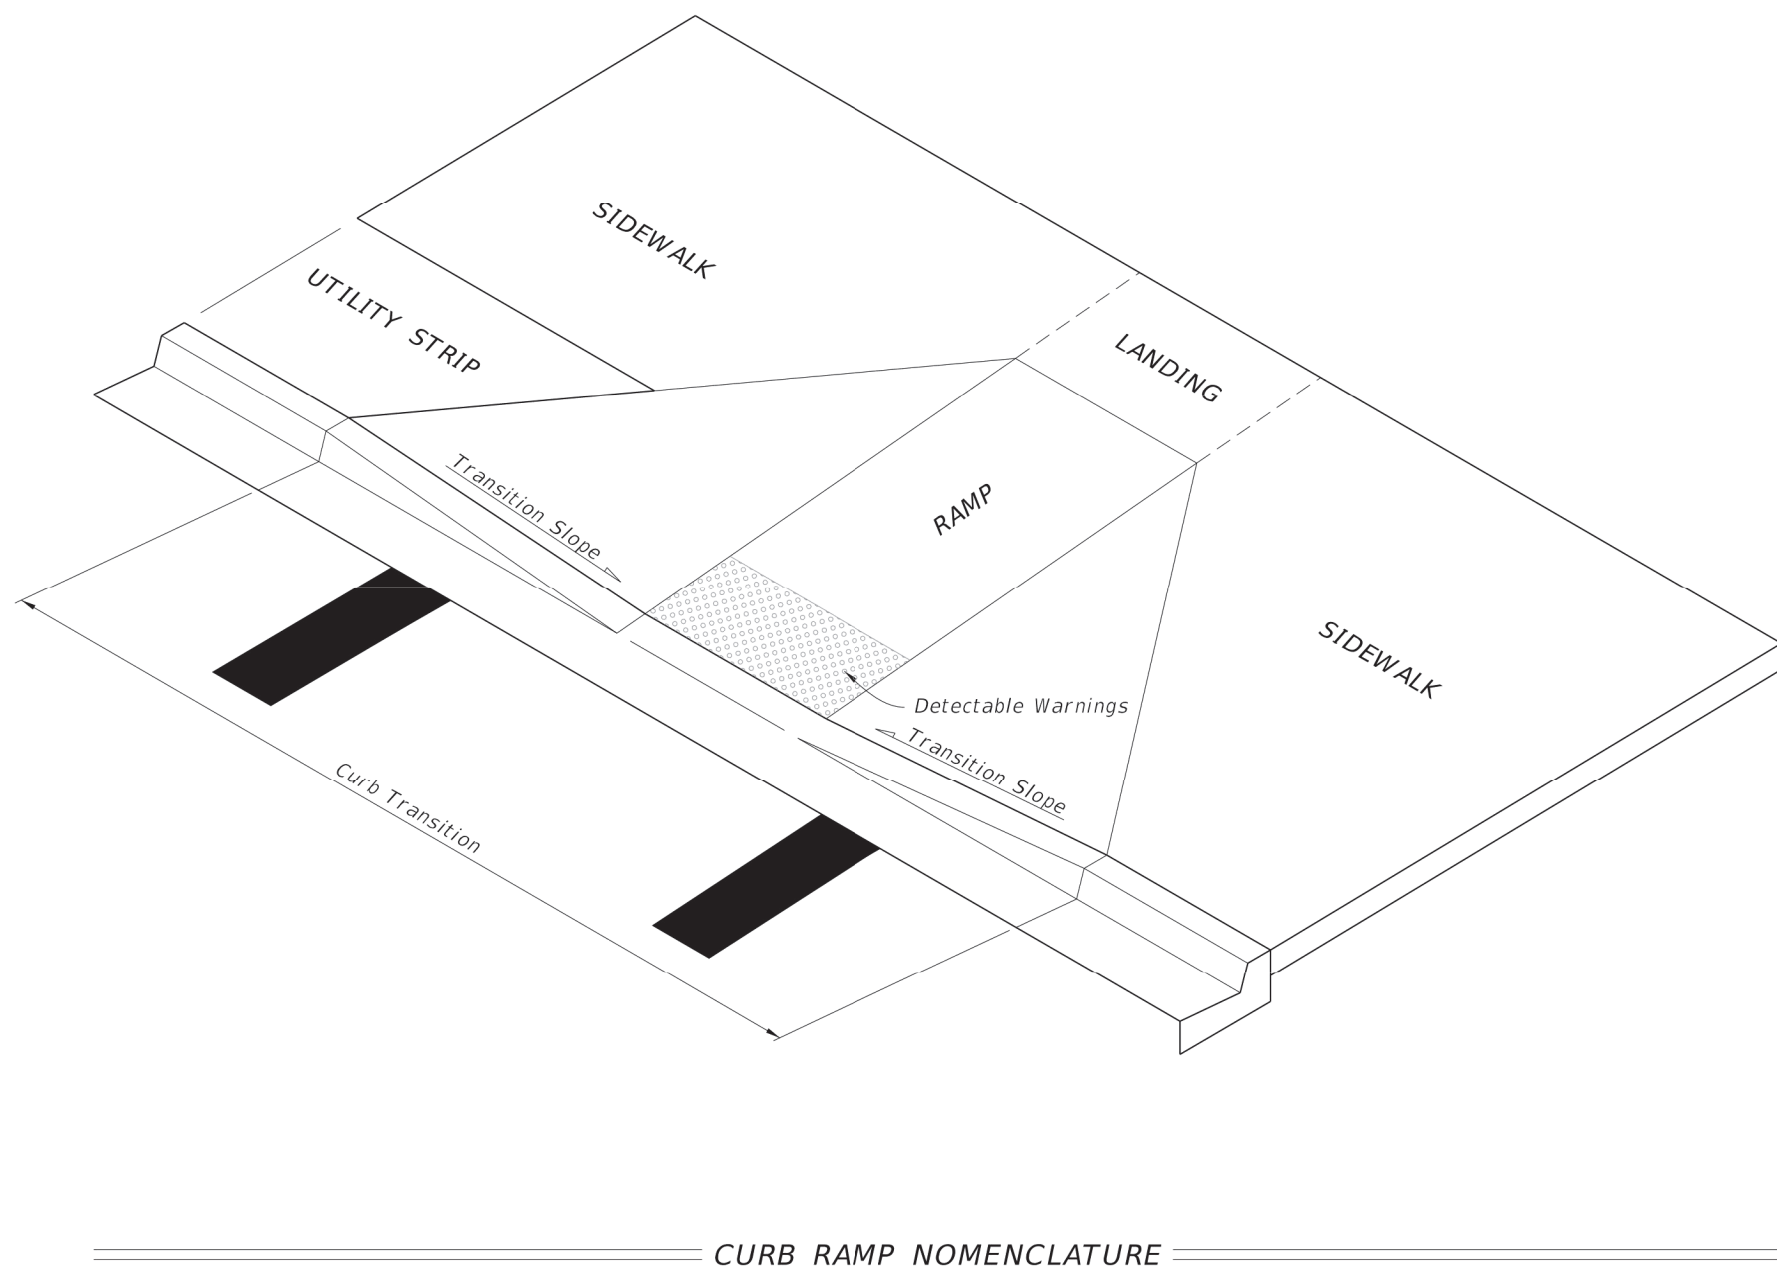 SIDEWALK
UTILITY STRIP
LANDING
Transition Slope
RAMP
SIDEWALK
Detectable Warnings
Transition Slope
Curb Transition
CURB RAMP NOMENCLATURE